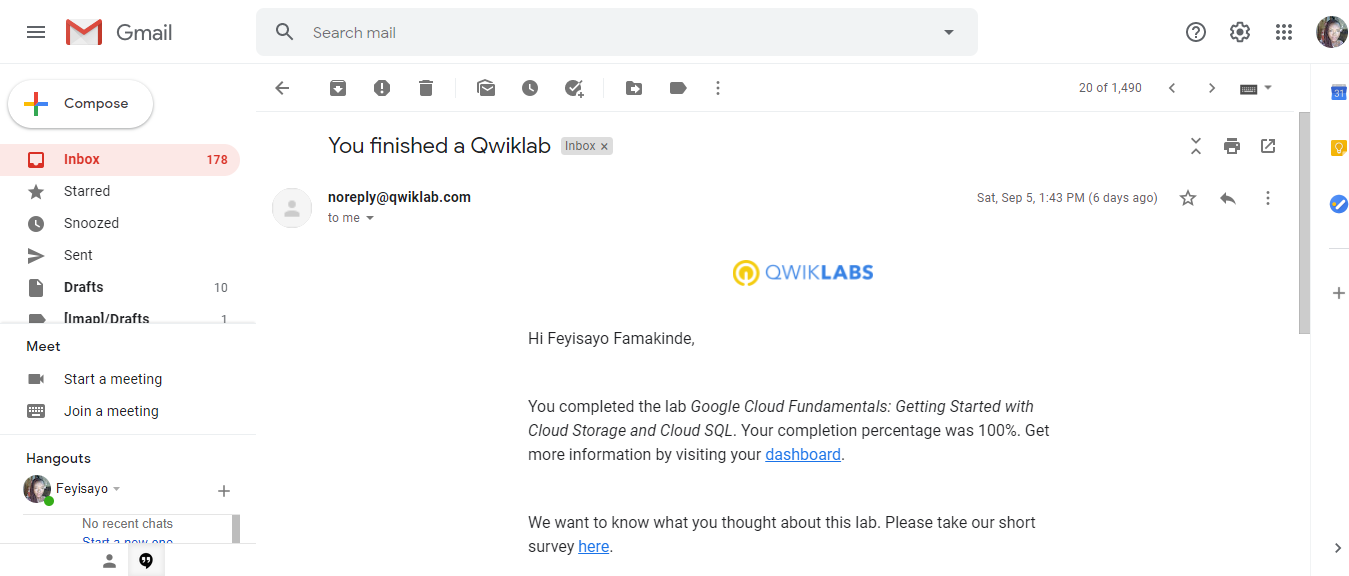 Gmail
Search mail
Compose
20 of 1,490
31
Inbox 178
Starred
Snoozed
Sent
Drafts 10
[Imap]/Drafts 1
Meet
Start a meeting
Join a meeting
Hangouts
Feyisayo
No recent chats
Start a new one
You finished a Qwiklab Inbox x
noreply@qwiklab.com Sat, Sep 5, 1:43 PM (6 days ago)
to me
QWIKLABS
Hi Feyisayo Famakinde,
You completed the lab Google Cloud Fundamentals: Getting Started with
Cloud Storage and Cloud SQL. Your completion percentage was 100%. Get
more information by visiting your dashboard.
We want to know what you thought about this lab. Please take our short
survey here.